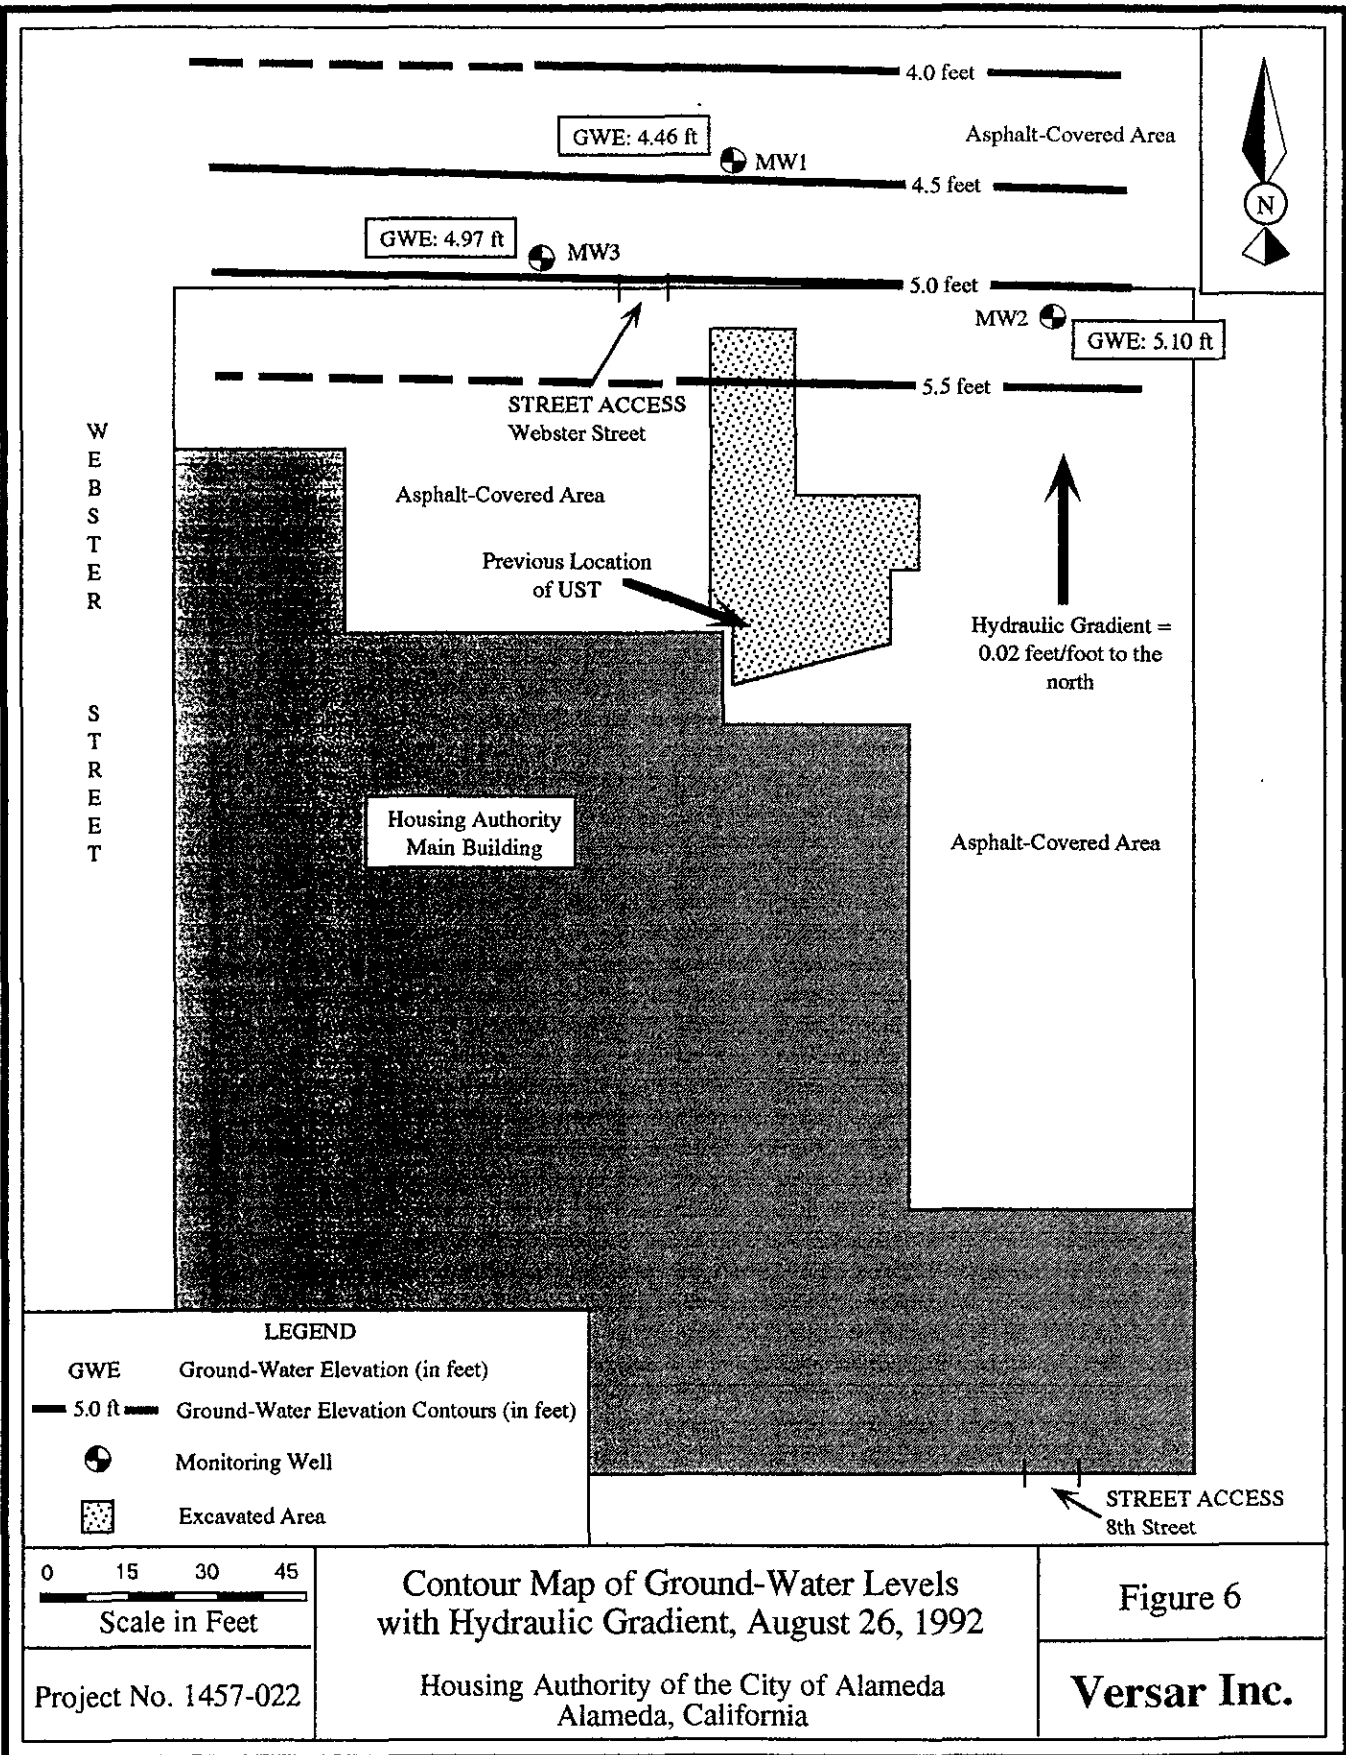 4.0 feet
GWE: 4.46 ft
MW1
Asphalt-Covered Area
N
4.5 feet
GWE: 4.97 ft
MW3
5.0 feet
MW2
GWE: 5.10 ft
5.5 feet
STREET ACCESS
Webster Street
WEBSTER STREET
Asphalt-Covered Area
Previous Location
of UST
Hydraulic Gradient =
0.02 feet/foot to the
north
Housing Authority
Main Building
Asphalt-Covered Area
LEGEND
GWE Ground-Water Elevation (in feet)
5.0 ft Ground-Water Elevation Contours (in feet)
Monitoring Well
Excavated Area
STREET ACCESS
8th Street
0 15 30 45
Scale in Feet
Project No. 1457-022
Contour Map of Ground-Water Levels
with Hydraulic Gradient, August 26, 1992
Housing Authority of the City of Alameda
Alameda, California
Figure 6
Versar Inc.